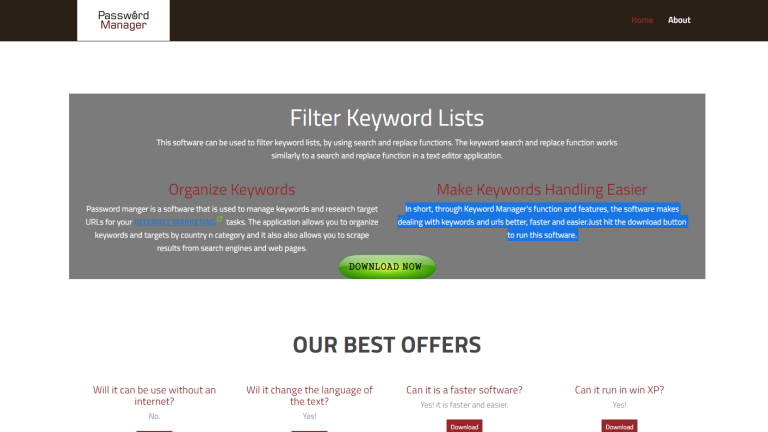 Password
Manager
Home About
Filter Keyword Lists
This software can be used to filter keyword lists, by using search and replace functions. The keyword search and replace function works
similarly to a search and replace function in a text editor application.
Organize Keywords
Password manger is a software that is used to manage keywords and research target
URLs for your INTERNET MARKETING tasks. The application allows you to organize
keywords and targets by country n category and it also also allows you to scrape
results from search engines and web pages.
Make Keywords Handling Easier
In short, through Keyword Manager's function and features, the software makes
dealing with keywords and urls better, faster and easier.Just hit the download button
to run this software.
DOWNLOAD NOW
OUR BEST OFFERS
Will it can be use without an
internet?
No.
Wil it change the language of
the text?
Yes!
Can it is a faster software?
Yes! it is faster and easier.
Download
Can it run in win XP?
Yes!
Download